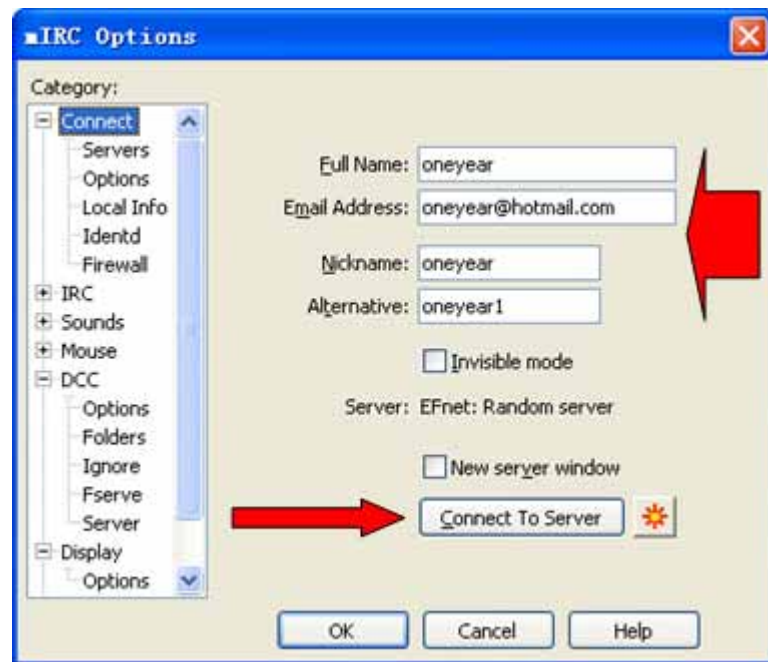 mIRC Options
Category:
Connect
Servers
Options
Local Info
Identd
Firewall
IRC
Sounds
Mouse
DCC
Options
Folders
Ignore
Fserve
Server
Display
Options
Full Name: oneyear
Email Address: oneyear@hotmail.com
Nickname: oneyear
Alternative: oneyear1
Invisible mode
Server: EFnet: Random server
New server window
Connect To Server
OK Cancel Help